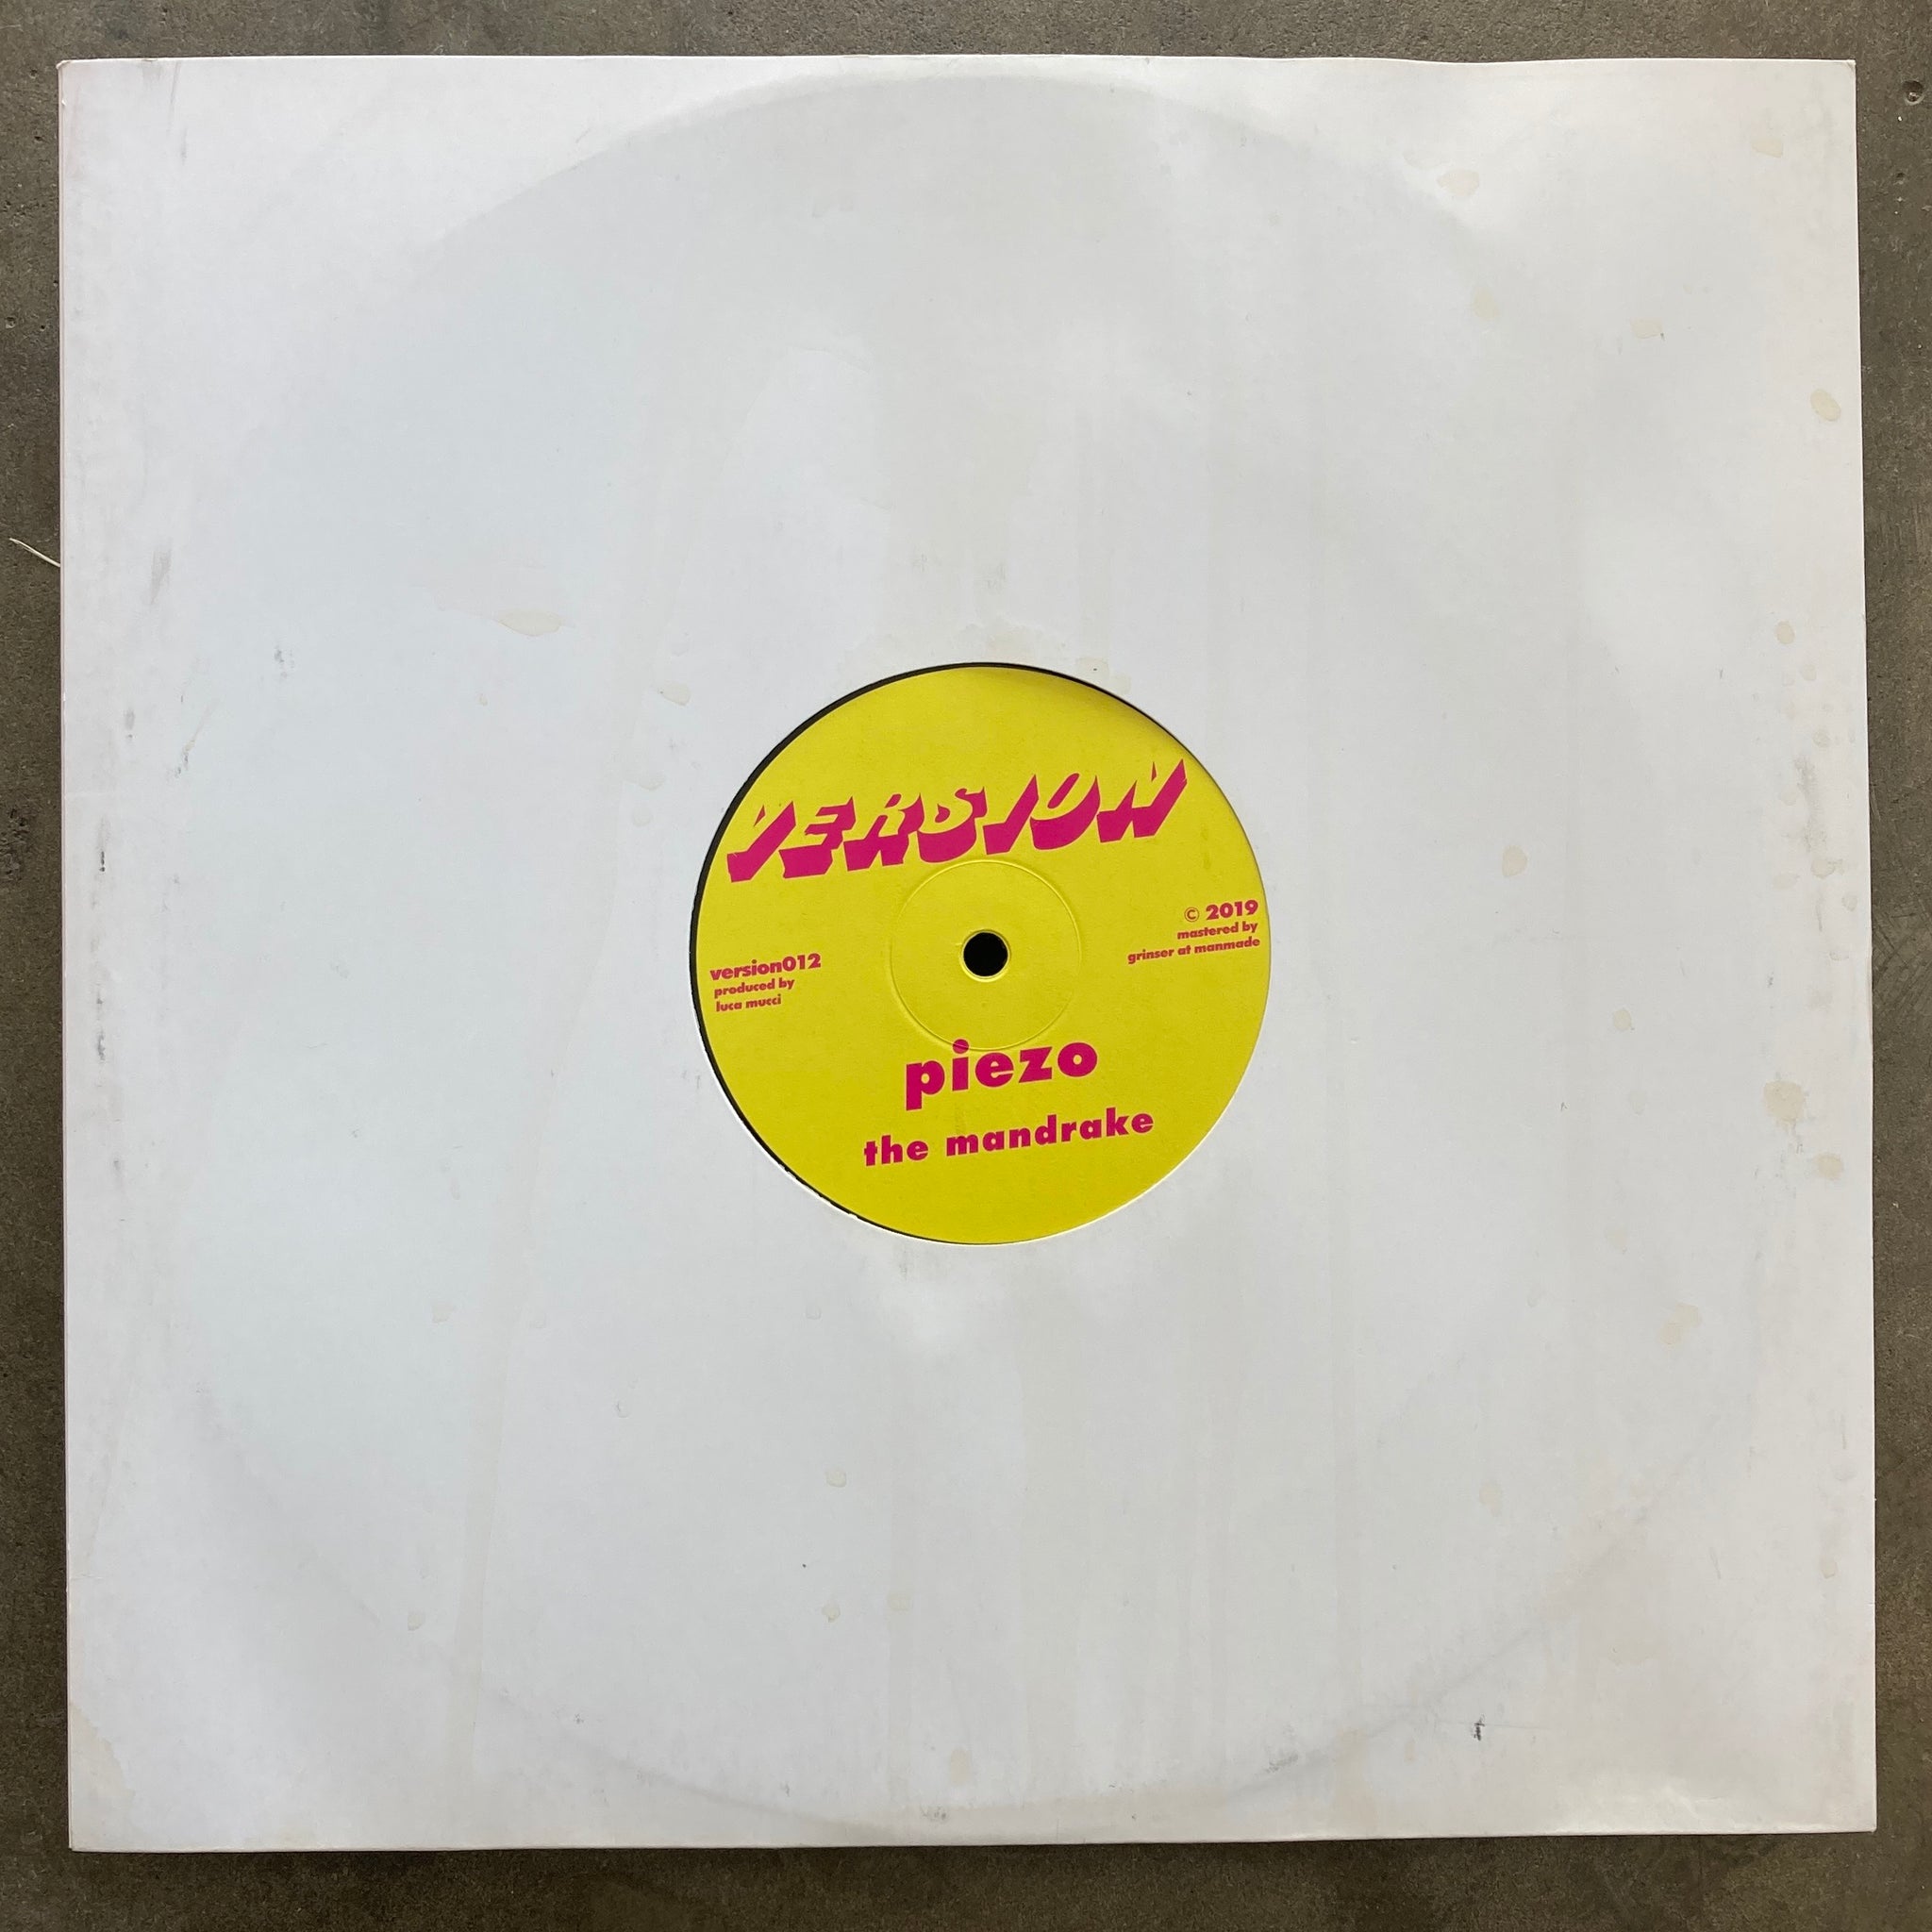 VERSION
© 2019
mastered by
grinser at manmade
version012
produced by
luca mucci
piezo
the mandrake